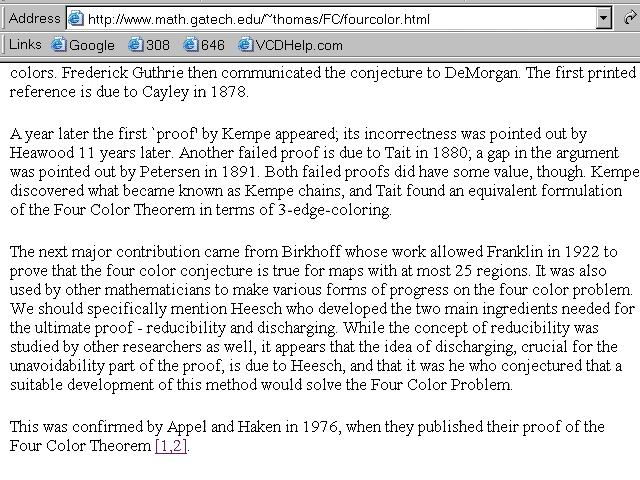 Address http://www.math.gatech.edu/~thomas/FC/fourcolor.html
Links Google 308 646 VCDHelp.com
colors. Frederick Guthrie then communicated the conjecture to DeMorgan. The first printed
reference is due to Cayley in 1878.
A year later the first `proof' by Kempe appeared; its incorrectness was pointed out by
Heawood 11 years later. Another failed proof is due to Tait in 1880; a gap in the argument
was pointed out by Petersen in 1891. Both failed proofs did have some value, though. Kempe
discovered what became known as Kempe chains, and Tait found an equivalent formulation
of the Four Color Theorem in terms of 3-edge-coloring.
The next major contribution came from Birkhoff whose work allowed Franklin in 1922 to
prove that the four color conjecture is true for maps with at most 25 regions. It was also
used by other mathematicians to make various forms of progress on the four color problem.
We should specifically mention Heesch who developed the two main ingredients needed for
the ultimate proof - reducibility and discharging. While the concept of reducibility was
studied by other researchers as well, it appears that the idea of discharging, crucial for the
unavoidability part of the proof, is due to Heesch, and that it was he who conjectured that a
suitable development of this method would solve the Four Color Problem.
This was confirmed by Appel and Haken in 1976, when they published their proof of the
Four Color Theorem [1,2].